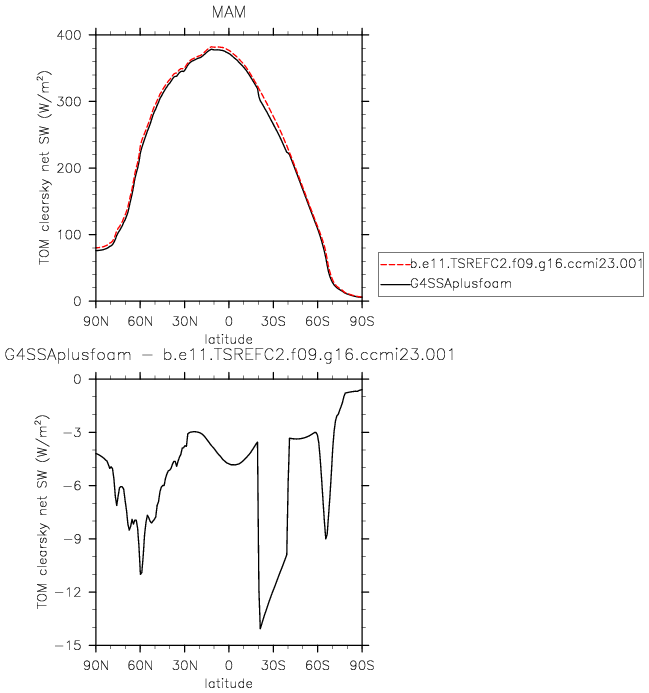 MAM
TOM clearsky net SW (W/m²)
400
300
200
100
0
90N 60N 30N 0 30S 60S 90S
latitude
b.e11.TSREFC2.f09.g16.ccmi23.001
G4SSAplusfoam
G4SSAplusfoam − b.e11.TSREFC2.f09.g16.ccmi23.001
TOM clearsky net SW (W/m²)
0
−3
−6
−9
−12
−15
90N 60N 30N 0 30S 60S 90S
latitude